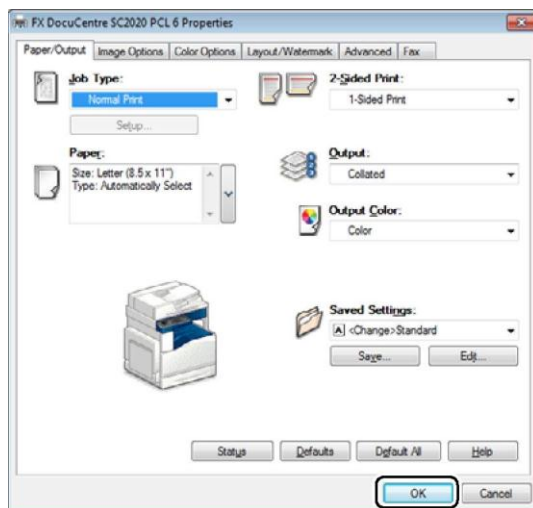 FX DocuCentre SC2020 PCL 6 Properties
Paper/Output Image Options Color Options Layout/Watermark Advanced Fax
Job Type:
Normal Print
Setup...
Paper:
Size: Letter (8.5 x 11")
Type: Automatically Select
2-Sided Print:
1-Sided Print
Output:
Collated
Output Color:
Color
Saved Settings:
A <Change>Standard
Save... Edit...
Status Defaults Default All Help
OK Cancel